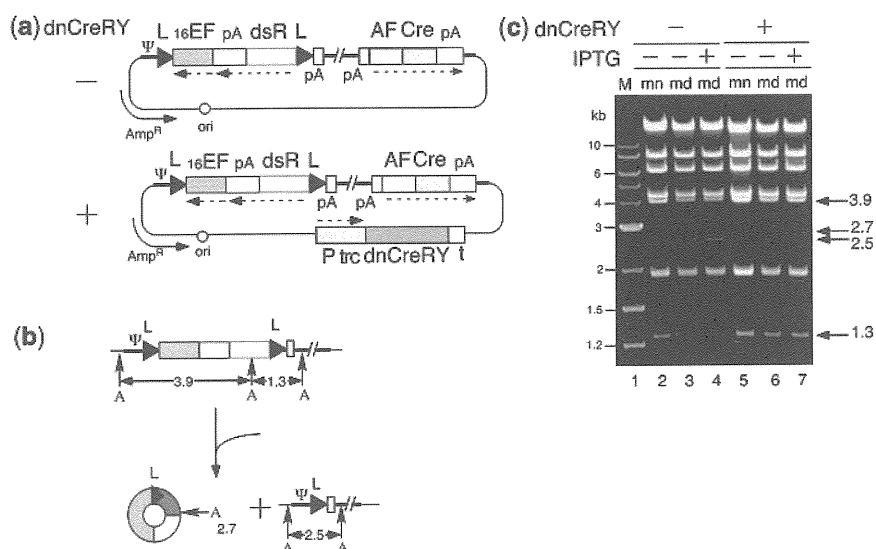 (a) dnCreRY
L 16EF pA dsR L AF Cre pA
Ψ
pA pA
−
Amp^R
ori
L 16EF pA dsR L AF Cre pA
Ψ
pA pA
+
Amp^R
ori
P trc dnCreRY t
(b)
L L
Ψ
3.9 1.3
A A A
L
A
2.7
+
L
Ψ
2.5
A A
(c) dnCreRY − +
IPTG − − + − − +
M mn md md mn md md
kb
10
6
4
3
2
1.5
1.2
3.9
2.7
2.5
1.3
1 2 3 4 5 6 7